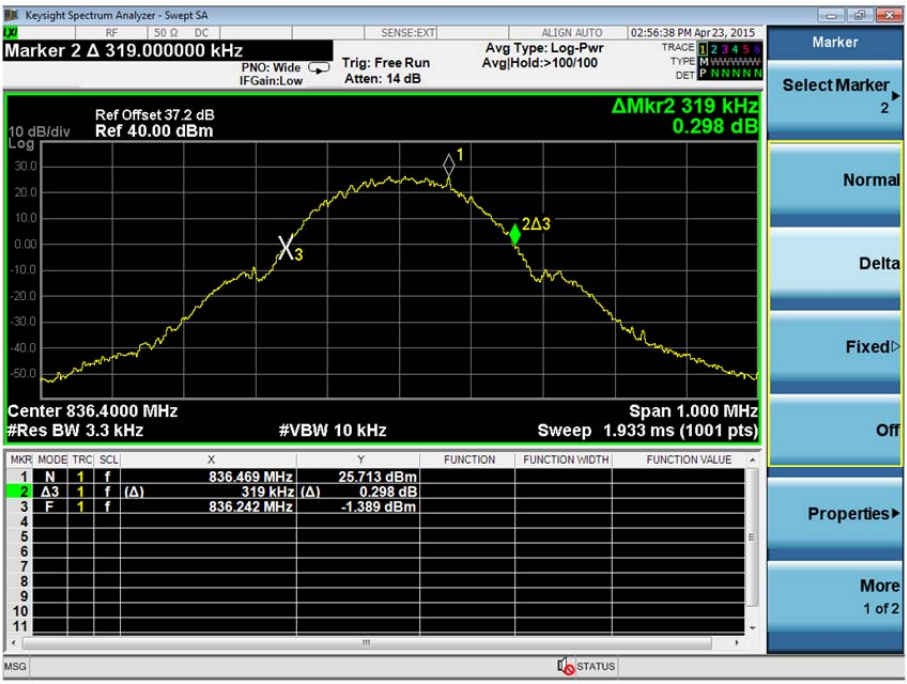 Keysight Spectrum Analyzer - Swept SA
LXI RF 50 Ω DC SENSE:EXT ALIGN AUTO 02:56:38 PM Apr 23, 2015
Marker 2 Δ 319.000000 kHz
PNO: Wide
IFGain:Low
Trig: Free Run
Atten: 14 dB
Avg Type: Log-Pwr
Avg|Hold:>100/100
TRACE 1 2 3 4 5 6
TYPE M WWWWW
DET P N N N N N
ΔMkr2 319 kHz
0.298 dB
Ref Offset 37.2 dB
10 dB/div Ref 40.00 dBm
Log
30.0
20.0
10.0
0.00
-10.0
-20.0
-30.0
-40.0
-50.0
1
2Δ3
3
Center 836.4000 MHz Span 1.000 MHz
#Res BW 3.3 kHz #VBW 10 kHz Sweep 1.933 ms (1001 pts)
MKR MODE TRC SCL X Y FUNCTION FUNCTION WIDTH FUNCTION VALUE
1 N 1 f 836.469 MHz 25.713 dBm
2 Δ3 1 f (Δ) 319 kHz (Δ) 0.298 dB
3 F 1 f 836.242 MHz -1.389 dBm
4
5
6
7
8
9
10
11
MSG STATUS
Marker
Select Marker
2
Normal
Delta
Fixed
Off
Properties
More
1 of 2